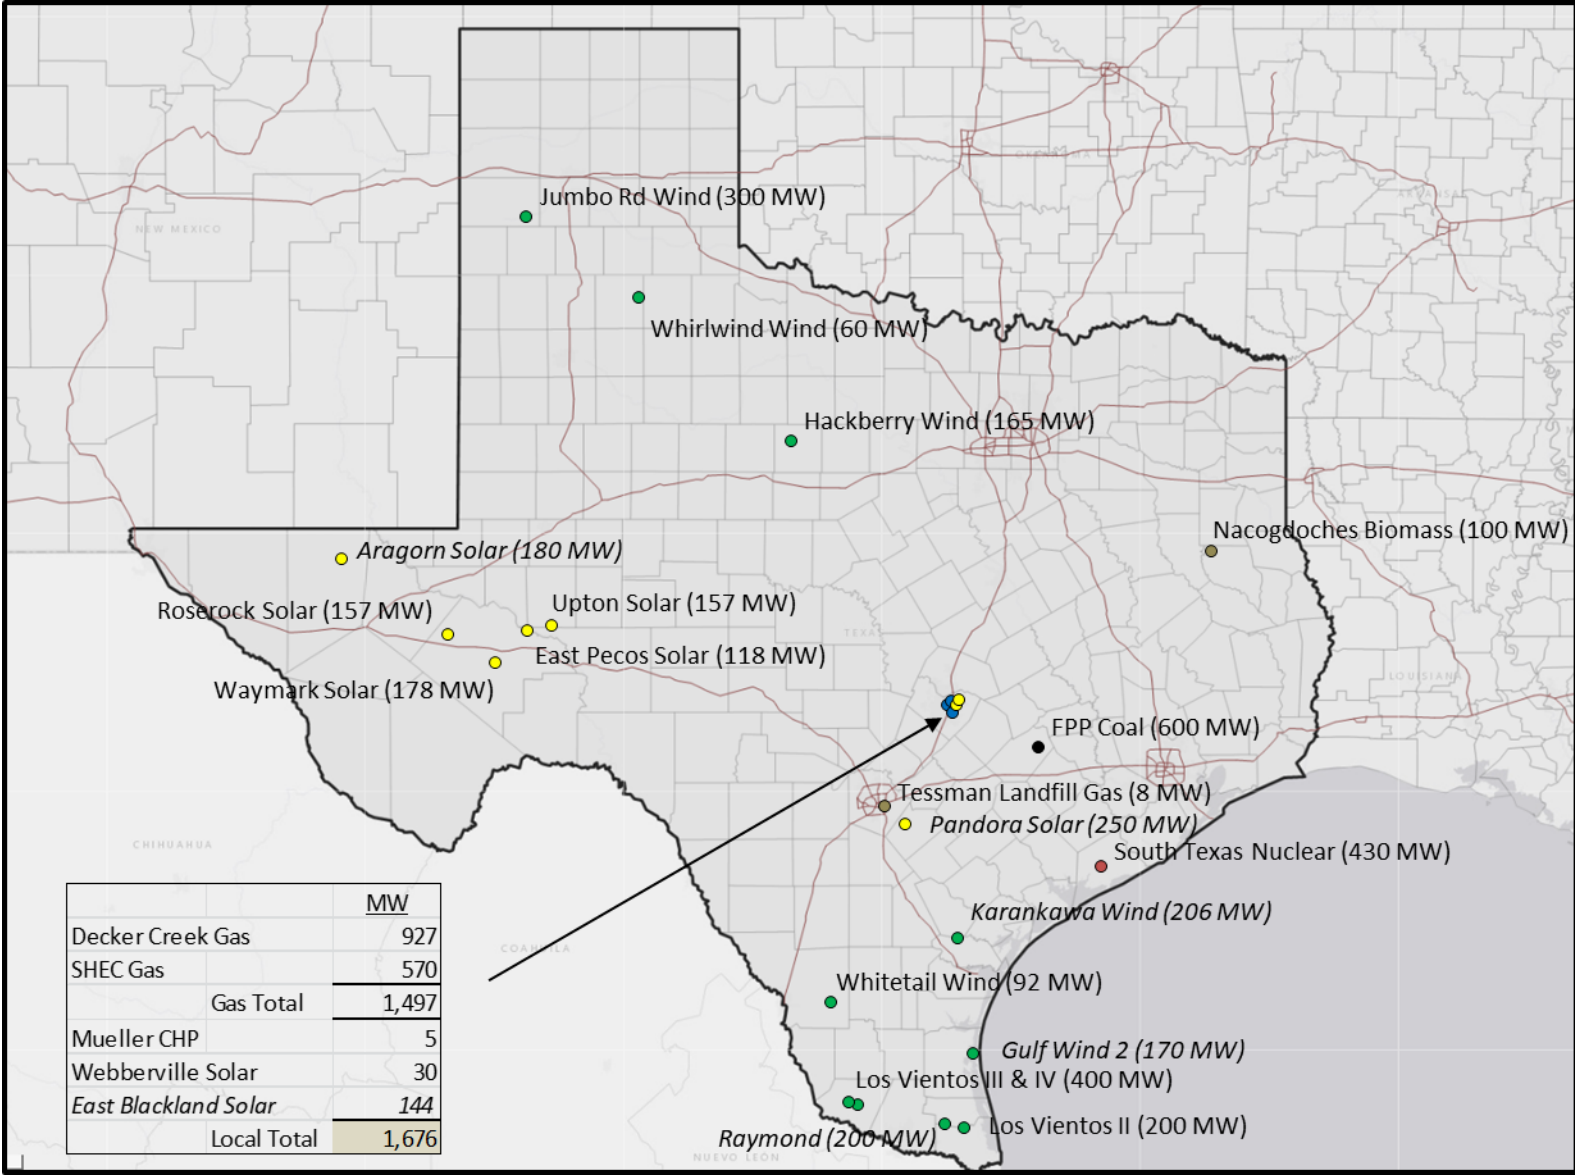 OKLAHOMA
ARKANSAS
Jumbo Rd Wind (300 MW)
NEW MEXICO
Whirlwind Wind (60 MW)
Hackberry Wind (165 MW)
Nacogdoches Biomass (100 MW)
Aragorn Solar (180 MW)
Upton Solar (157 MW)
Roserock Solar (157 MW)
TEXAS
East Pecos Solar (118 MW)
LOUISIANA
Waymark Solar (178 MW)
FPP Coal (600 MW)
Tessman Landfill Gas (8 MW)
Pandora Solar (250 MW)
CHIHUAHUA
South Texas Nuclear (430 MW)
Karankawa Wind (206 MW)
COAHUILA
Whitetail Wind (92 MW)
Gulf Wind 2 (170 MW)
Los Vientos III & IV (400 MW)
Los Vientos II (200 MW)
Raymond (200 MW)
NUEVO LEÓN
MW
Decker Creek Gas 927
SHEC Gas 570
Gas Total 1,497
Mueller CHP 5
Webberville Solar 30
East Blackland Solar 144
Local Total 1,676